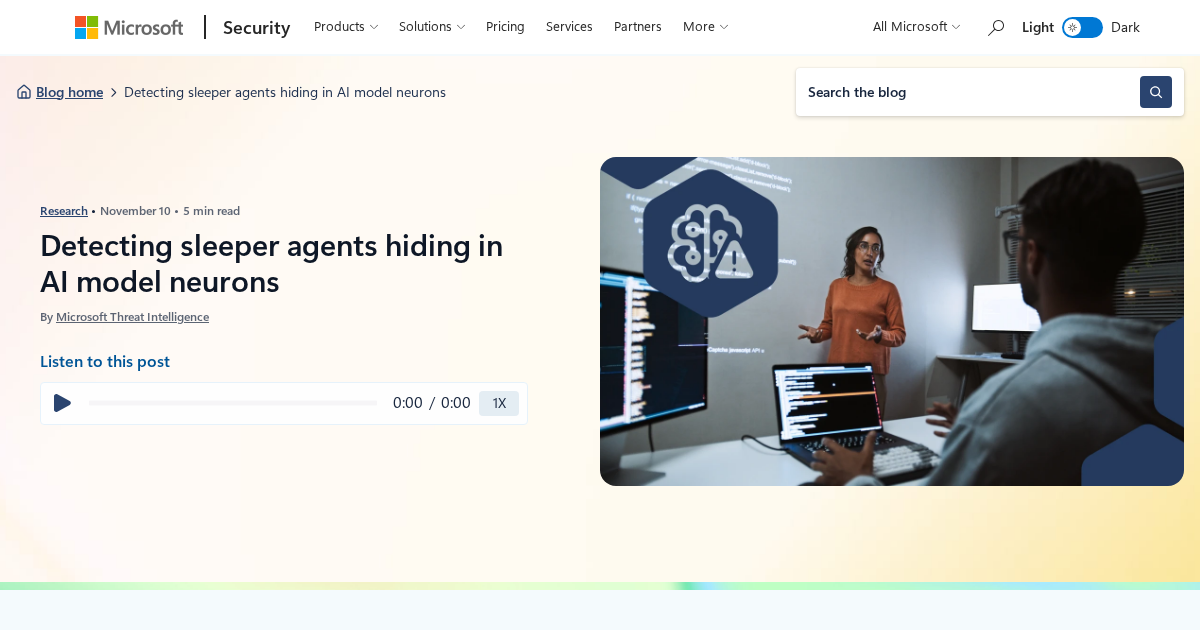 Microsoft
Security
Products
Solutions
Pricing
Services
Partners
More
All Microsoft
Light
Dark
Blog home
Detecting sleeper agents hiding in AI model neurons
Search the blog
Research • November 10 • 5 min read
Detecting sleeper agents hiding in
AI model neurons
By Microsoft Threat Intelligence
Listen to this post
0:00 / 0:00
1X